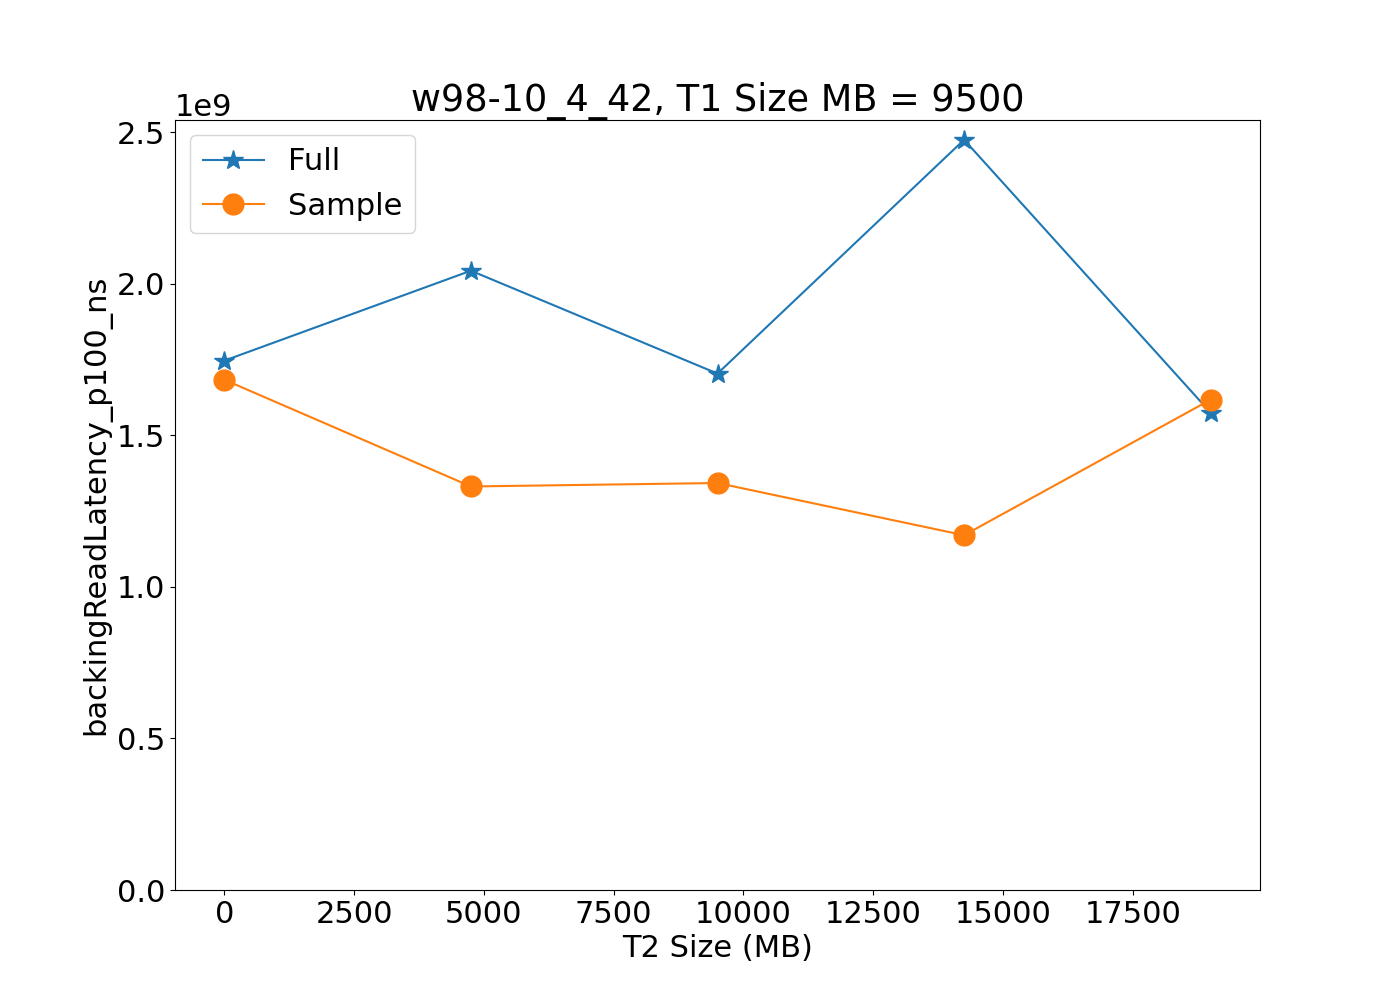 w98-10_4_42, T1 Size MB = 9500
1e9
2.5
2.0
1.5
1.0
0.5
0.0
Full
Sample
backingReadLatency_p100_ns
0 2500 5000 7500 10000 12500 15000 17500
T2 Size (MB)